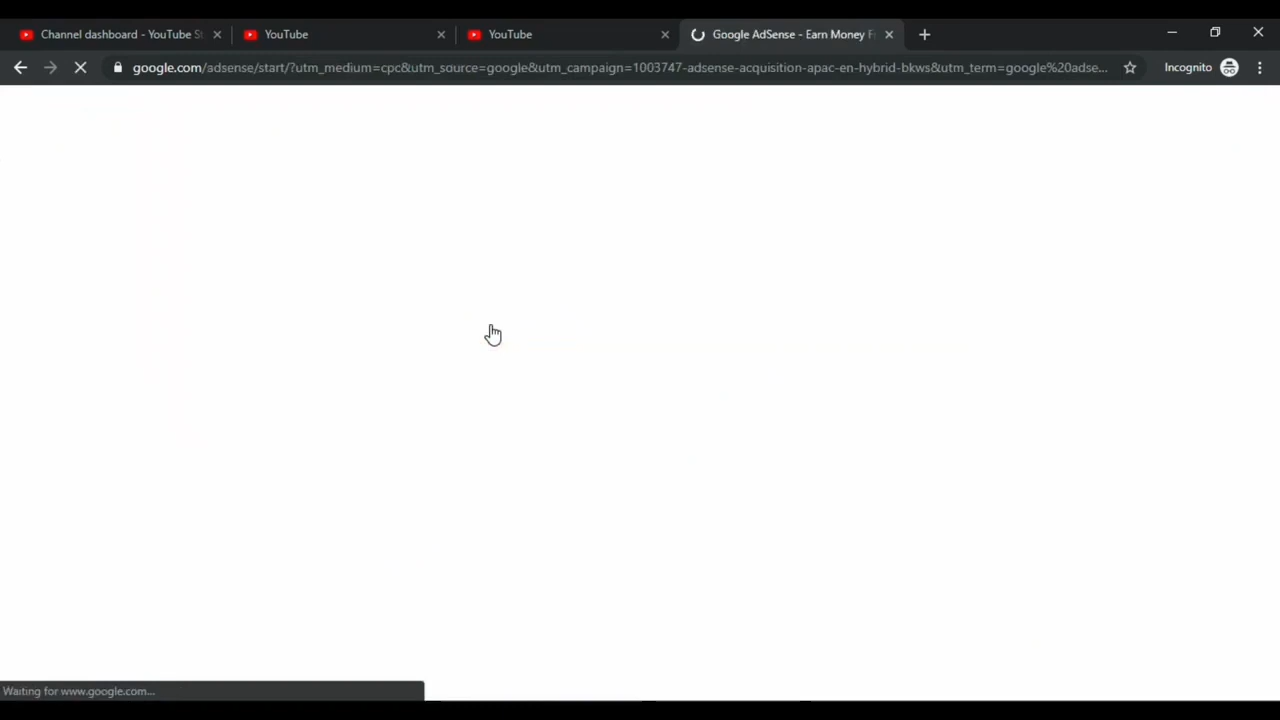 Channel dashboard - YouTube St
YouTube
YouTube
Google AdSense - Earn Money F
google.com/adsense/start/?utm_medium=cpc&utm_source=google&utm_campaign=1003747-adsense-acquisition-apac-en-hybrid-bkws&utm_term=google%20adse...
Incognito
Waiting for www.google.com...